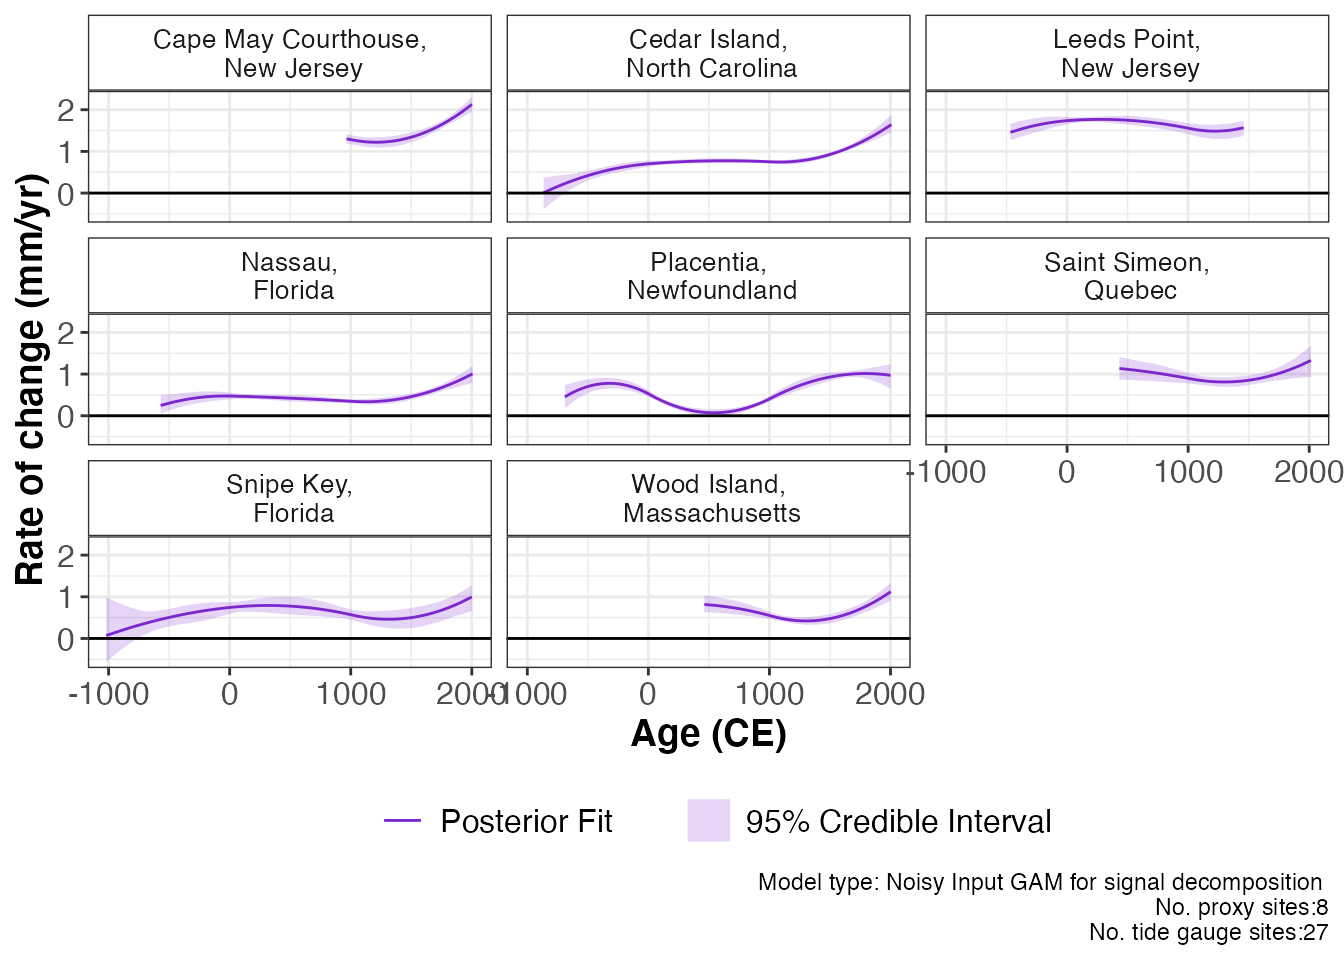 Cape May Courthouse,
New Jersey
Cedar Island,
North Carolina
Leeds Point,
New Jersey
2
1
0
Nassau,
Florida
Placentia,
Newfoundland
Saint Simeon,
Quebec
2
1
0
-1000 0 1000 2000
Snipe Key,
Florida
Wood Island,
Massachusetts
2
1
0
-1000 0 1000 2000
-1000 0 1000 2000
Rate of change (mm/yr)
Age (CE)
Posterior Fit
95% Credible Interval
Model type: Noisy Input GAM for signal decomposition
No. proxy sites:8
No. tide gauge sites:27